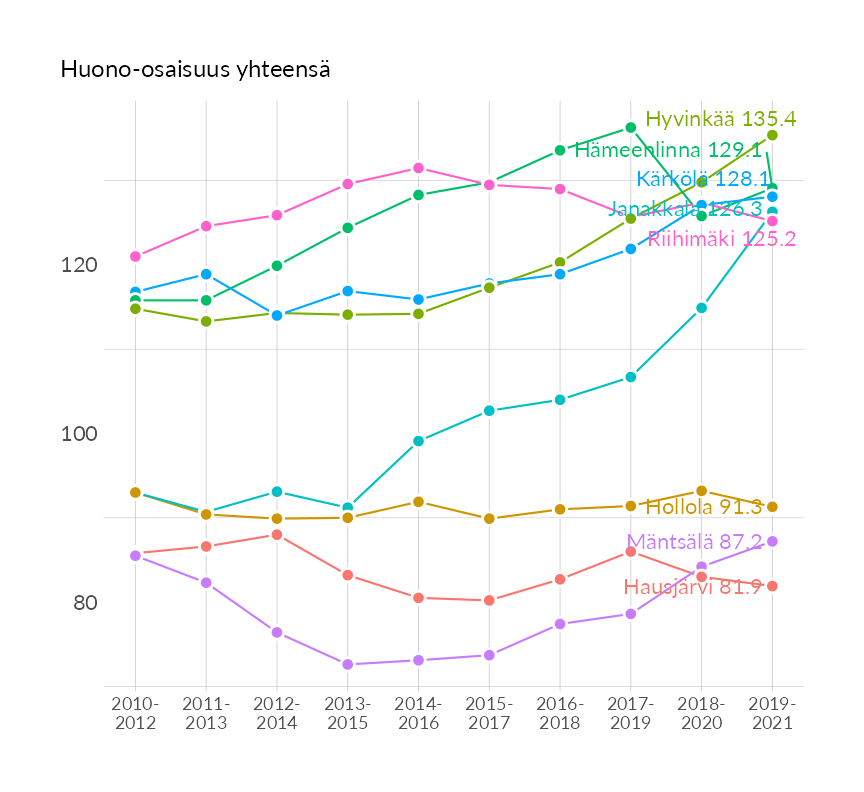 Huono-osaisuus yhteensä
Hyvinkää 135.4
Hämeenlinna 129.1
Kärkölä 128.1
Janakkala 126.3
Riihimäki 125.2
120
100
Hollola 91.3
Mäntsälä 87.2
Hausjärvi 81.9
80
2010- 2011- 2012- 2013- 2014- 2015- 2016- 2017- 2018- 2019-
2012 2013 2014 2015 2016 2017 2018 2019 2020 2021